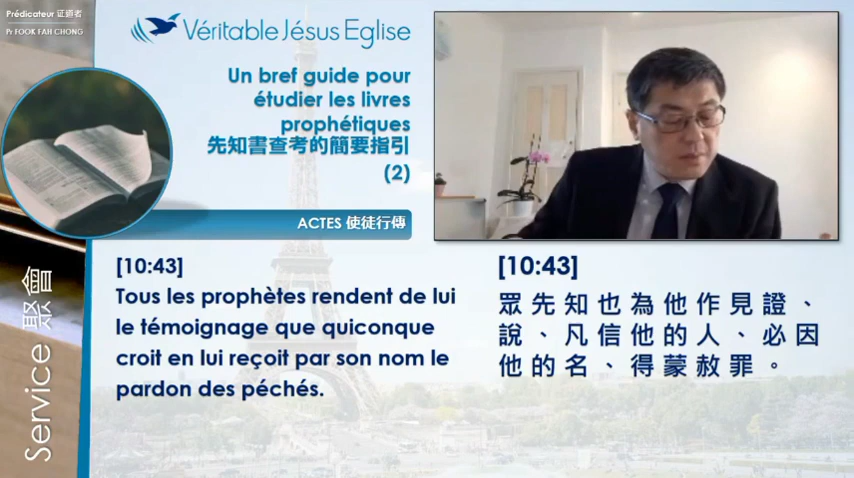 Prédicateur 证道者
Pr FOOK FAH CHONG
Véritable Jésus Eglise
Un bref guide pour
étudier les livres
prophétiques
先知書查考的簡要指引
(2)
ACTES 使徒行傳
Service 聚會
[10:43]
Tous les prophètes rendent de lui
le témoignage que quiconque
croit en lui reçoit par son nom le
pardon des péchés.
[10:43]
眾先知也為他作見證、
說、凡信他的人、必因
他的名、得蒙赦罪。